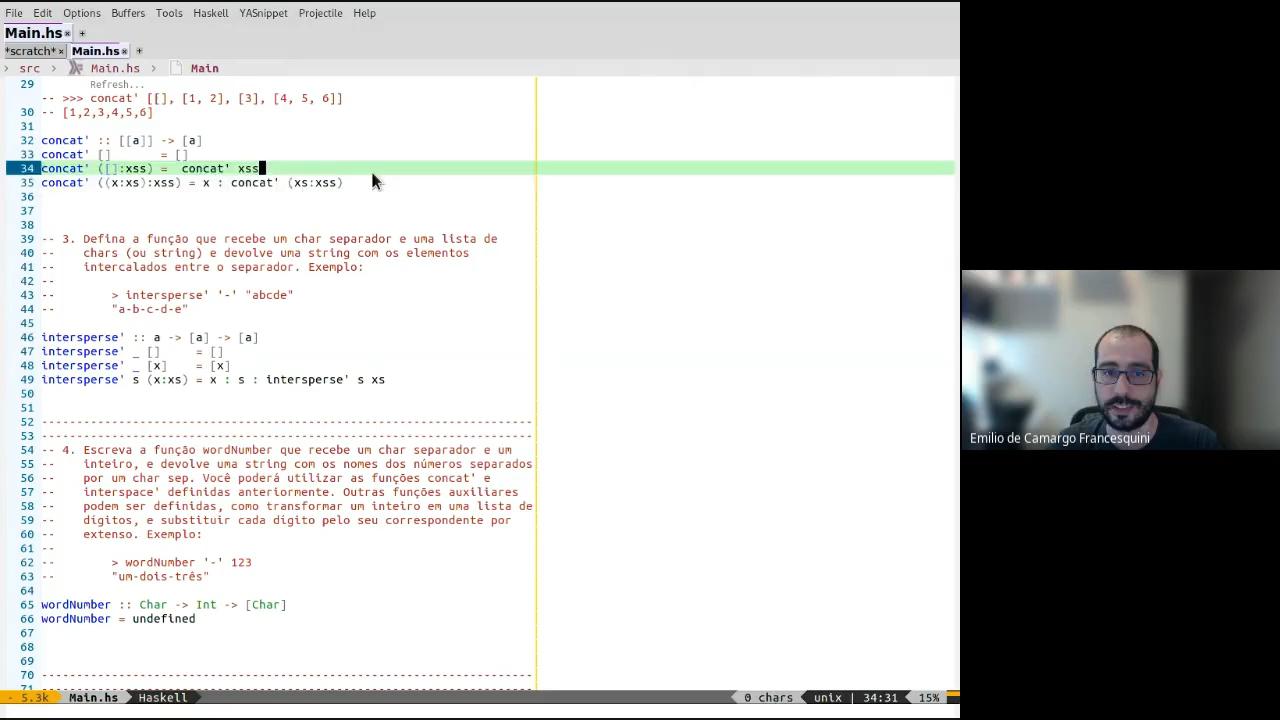 File Edit Options Buffers Tools Haskell YASnippet Projectile Help
Main.hs
*scratch* Main.hs
src Main.hs Main
29
Refresh...
-- >>> concat' [[], [1, 2], [3], [4, 5, 6]]
30 -- [1,2,3,4,5,6]
31
32 concat' :: [[a]] -> [a]
33 concat' [] = []
34 concat' ([]:xss) = concat' xss
35 concat' ((x:xs):xss) = x : concat' (xs:xss)
36
37
38
39 -- 3. Defina a função que recebe um char separador e uma lista de
40 -- chars (ou string) e devolve uma string com os elementos
41 -- intercalados entre o separador. Exemplo:
42 --
43 -- > intersperse' '-' "abcde"
44 -- "a-b-c-d-e"
45
46 intersperse' :: a -> [a] -> [a]
47 intersperse' _ [] = []
48 intersperse' _ [x] = [x]
49 intersperse' s (x:xs) = x : s : intersperse' s xs
50
51
52 ----------------------------------------------------------------------
53 ----------------------------------------------------------------------
54 -- 4. Escreva a função wordNumber que recebe um char separador e um
55 -- inteiro, e devolve uma string com os nomes dos números separados
56 -- por um char sep. Você poderá utilizar as funções concat' e
57 -- interspace' definidas anteriormente. Outras funções auxiliares
58 -- podem ser definidas, como transformar um inteiro em uma lista de
59 -- dígitos, e substituir cada dígito pelo seu correspondente por
60 -- extenso. Exemplo:
61 --
62 -- > wordNumber '-' 123
63 -- "um-dois-três"
64
65 wordNumber :: Char -> Int -> [Char]
66 wordNumber = undefined
67
68
69
70 ----------------------------------------------------------------------
71
- 5.3k Main.hs Haskell 0 chars unix | 34:31 15%
Emilio de Camargo Francesquini